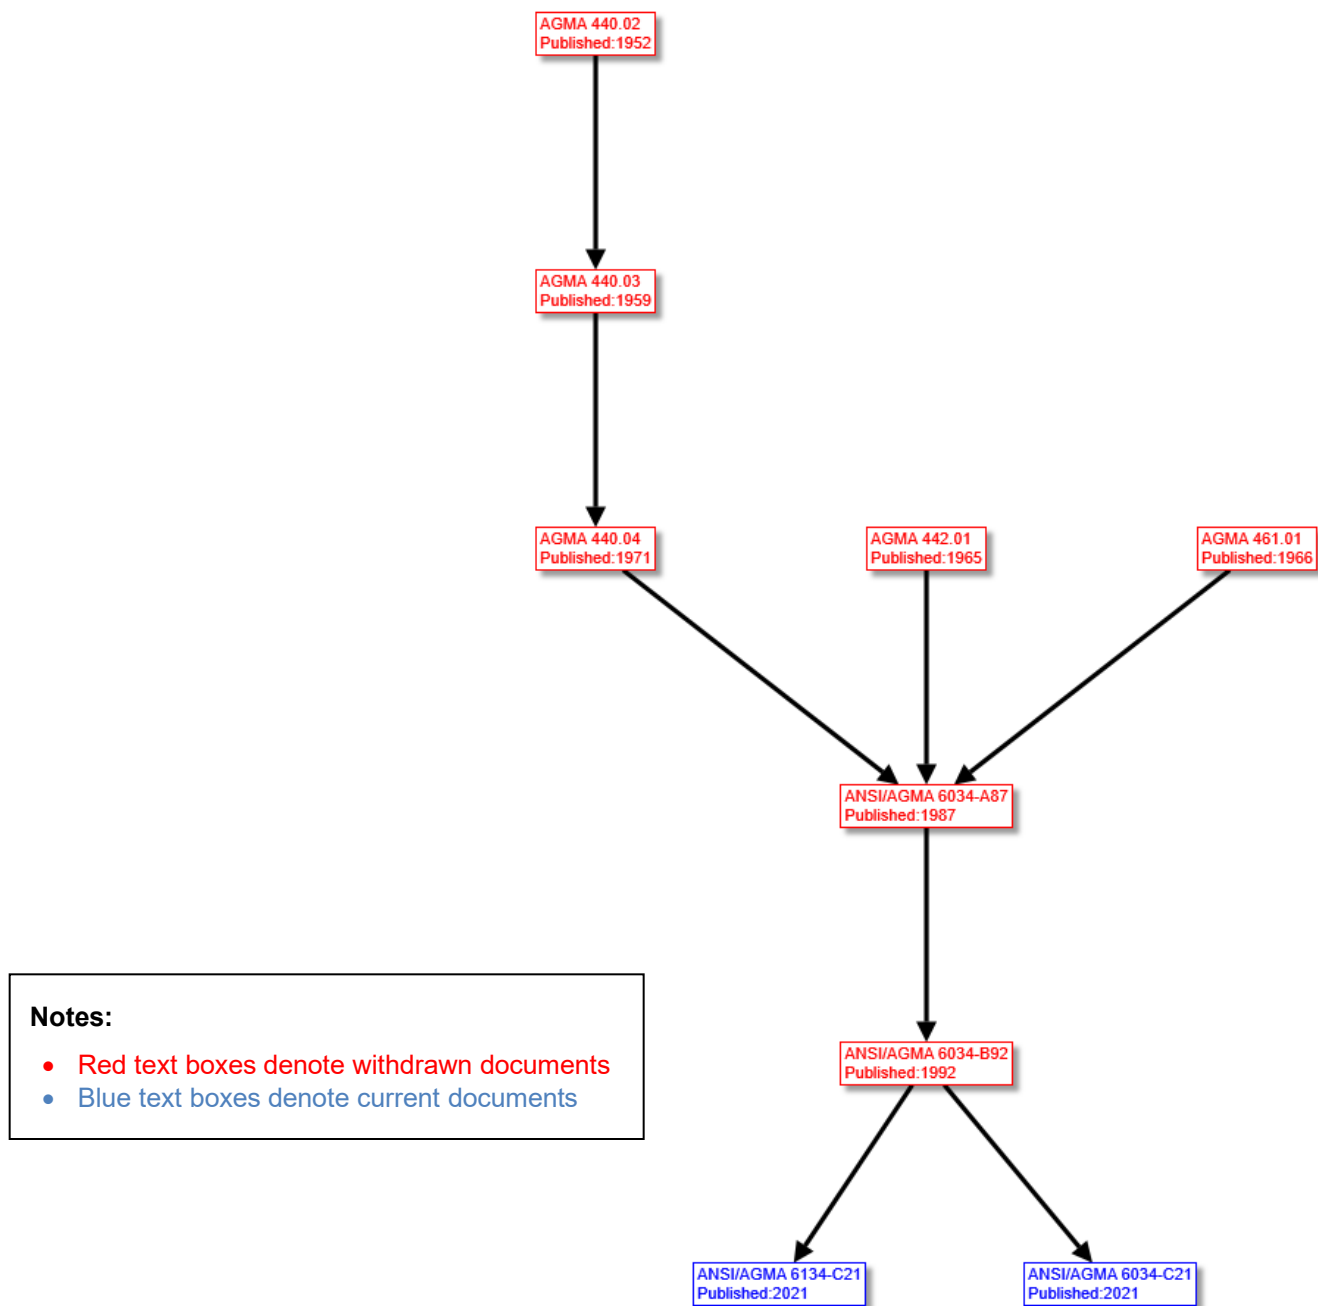 AGMA 440.02
Published:1952
AGMA 440.03
Published:1959
AGMA 440.04
Published:1971
AGMA 442.01
Published:1965
AGMA 461.01
Published:1966
ANSI/AGMA 6034-A87
Published:1987
Notes:
• Red text boxes denote withdrawn documents
• Blue text boxes denote current documents
ANSI/AGMA 6034-B92
Published:1992
ANSI/AGMA 6134-C21
Published:2021
ANSI/AGMA 6034-C21
Published:2021